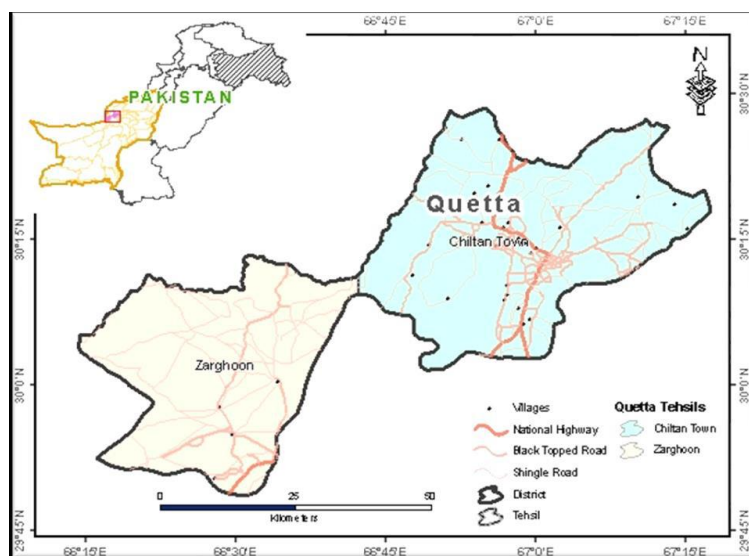 66°45'E 67°0'E 67°15'E
N
PAKISTAN
30°30'N
30°15'N
30°0'N
29°45'N
Quetta
Chiltan Town
Zarghoon
Villages
National Highway
Black Topped Road
Shingle Road
District
Tehsil
Quetta Tehsils
Chiltan Town
Zarghoon
0 25 50
Kilometers
30°15'N
30°0'N
29°45'N
66°15'E 66°30'E 66°45'E 67°0'E 67°15'E